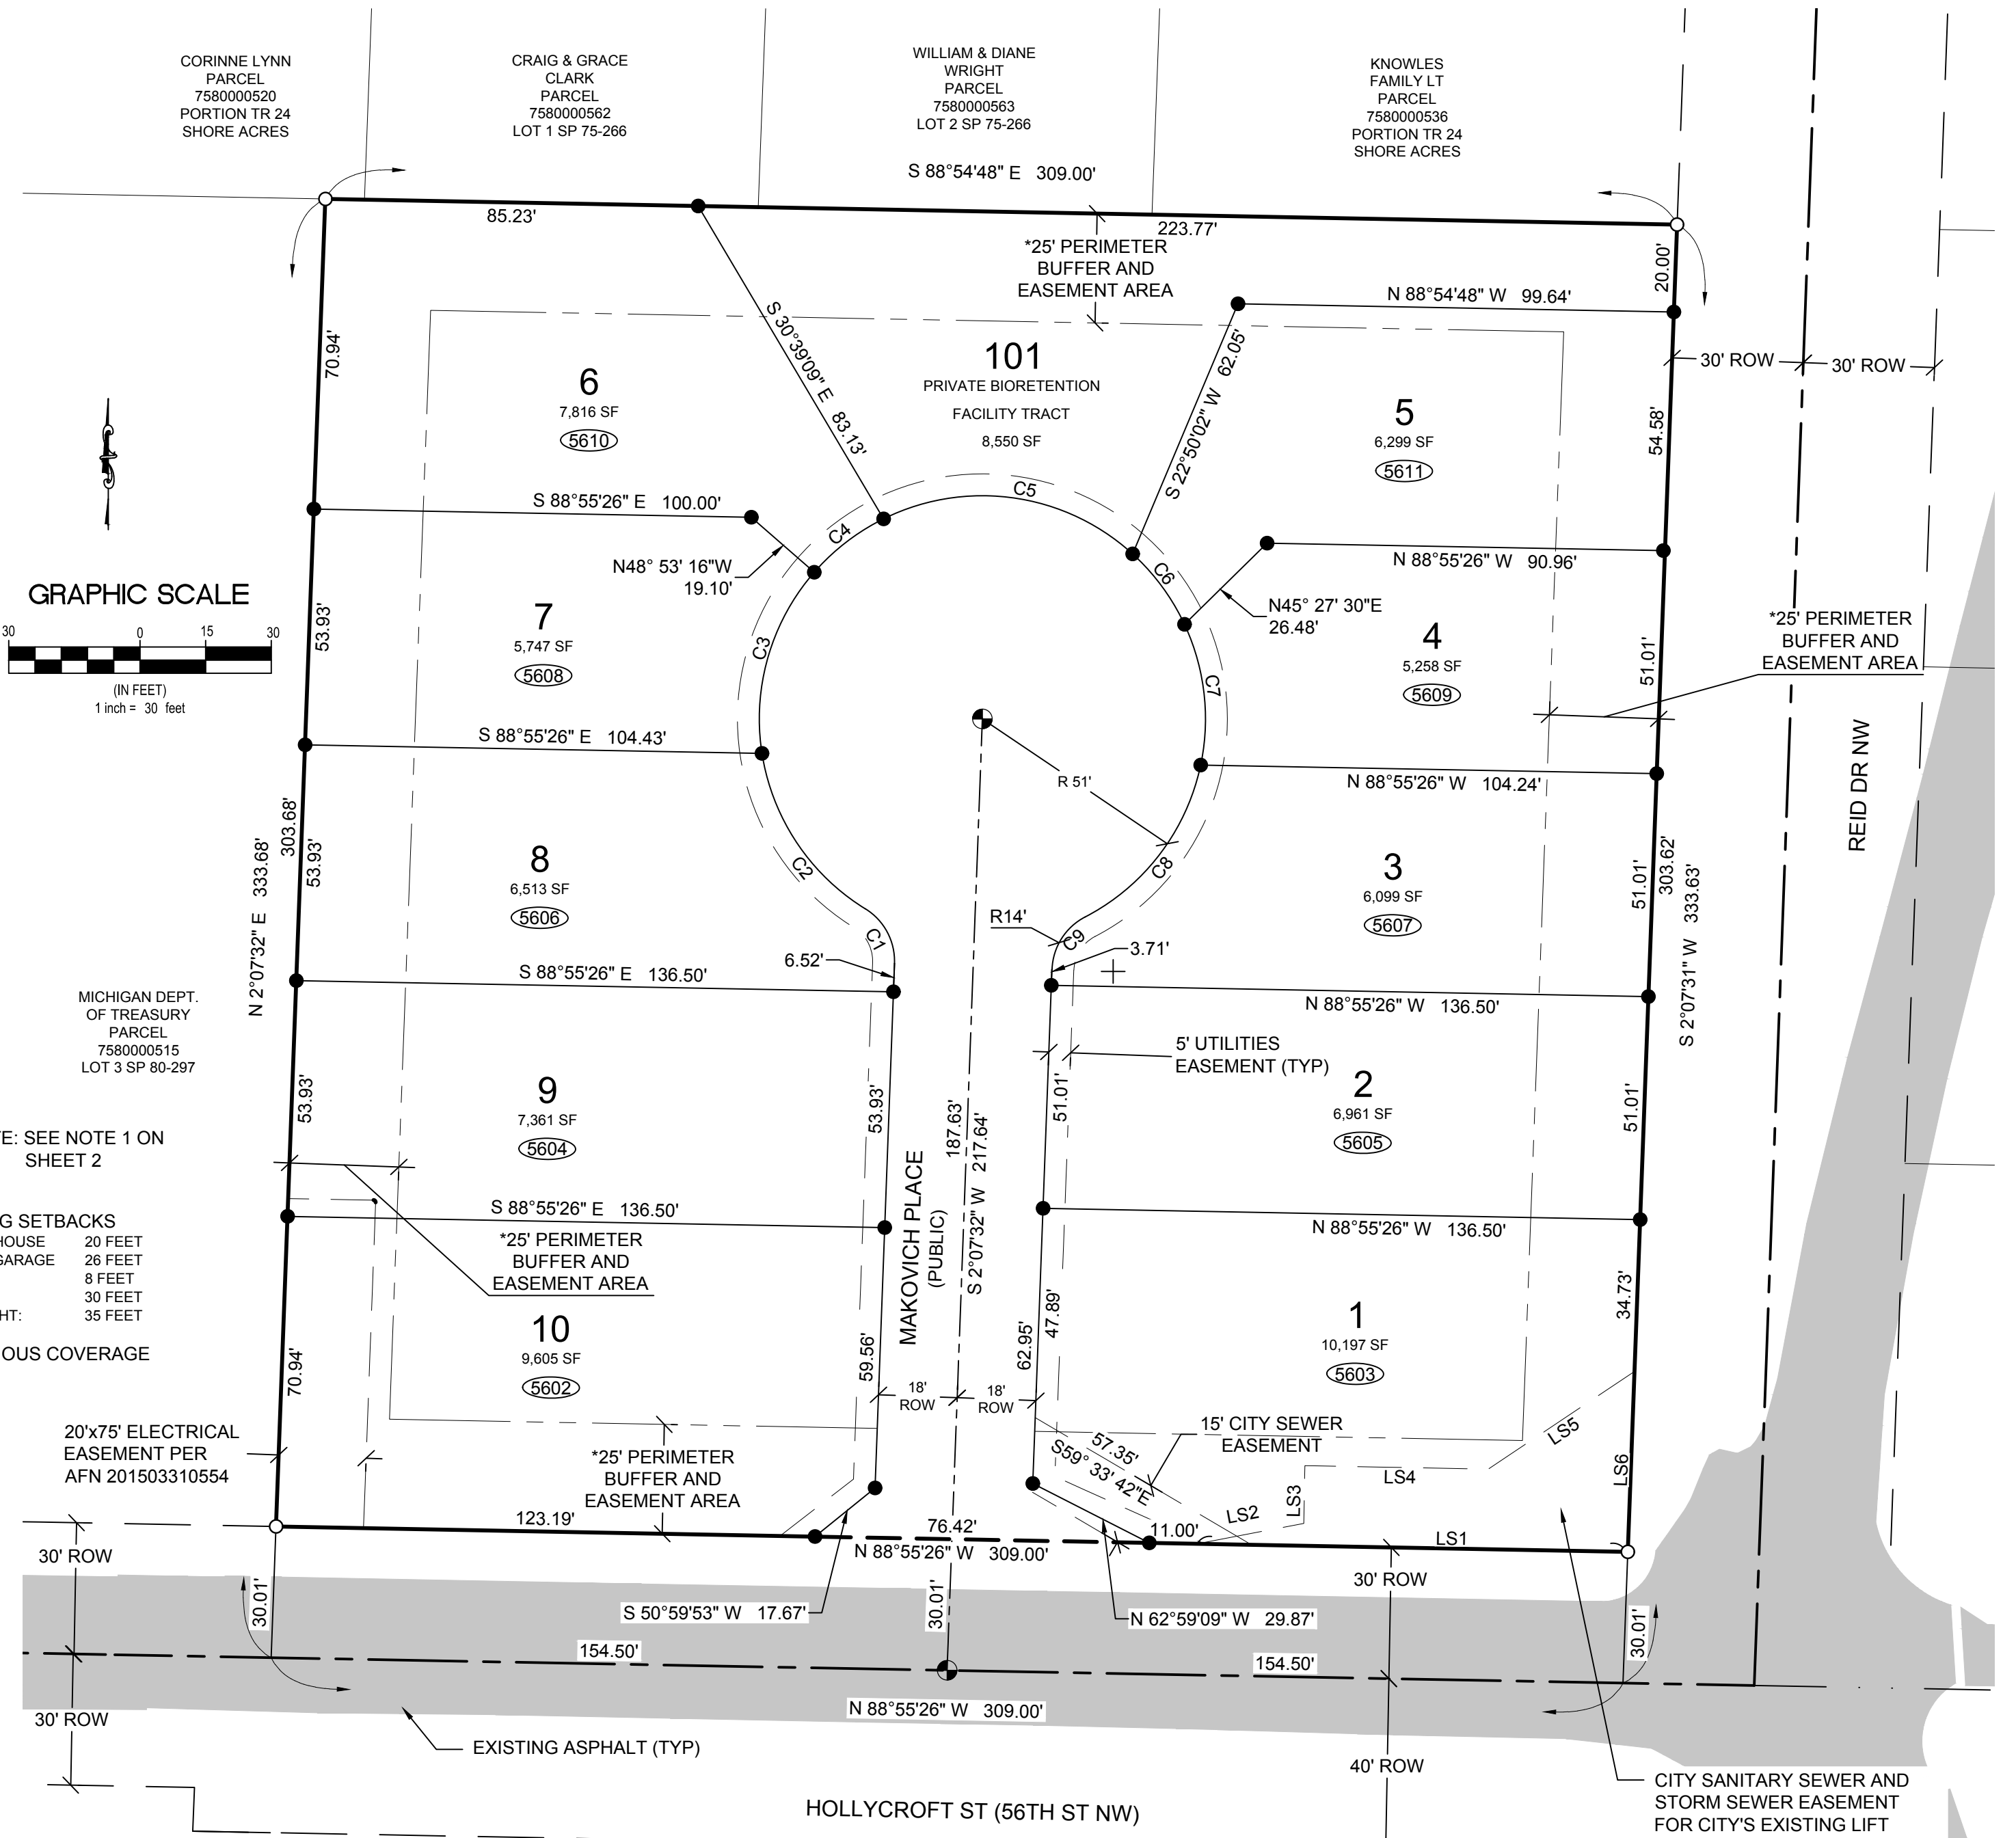 CORINNE LYNN
PARCEL
7580000520
PORTION TR 24
SHORE ACRES
CRAIG & GRACE
CLARK
PARCEL
7580000562
LOT 1 SP 75-266
WILLIAM & DIANE
WRIGHT
PARCEL
7580000563
LOT 2 SP 75-266
KNOWLES
FAMILY LT
PARCEL
7580000536
PORTION TR 24
SHORE ACRES
S 88°54'48" E 309.00'
85.23'
223.77'
*25' PERIMETER
BUFFER AND
EASEMENT AREA
20.00'
N 88°54'48" W 99.64'
70.94'
S 30°39'09" E 83.13'
S 22°50'02" W 62.05'
101
PRIVATE BIORETENTION
FACILITY TRACT
8,550 SF
6
7,816 SF
5610
5
6,299 SF
5611
54.58'
30' ROW
30' ROW
S 88°55'26" E 100.00'
C5
C4
C6
N48° 53' 16"W
19.10'
N 88°55'26" W 90.96'
N45° 27' 30"E
26.48'
GRAPHIC SCALE
30
0
15
30
(IN FEET)
1 inch = 30 feet
53.93'
7
5,747 SF
5608
C3
C7
4
5,258 SF
5609
51.01'
*25' PERIMETER
BUFFER AND
EASEMENT AREA
S 88°55'26" E 104.43'
R 51'
N 88°55'26" W 104.24'
REID DR NW
N 2°07'32" E 333.68'
303.68'
53.93'
8
6,513 SF
5606
C2
C8
3
6,099 SF
5607
51.01'
303.62'
S 2°07'31" W 333.63'
C1
C9
R14'
3.71'
6.52'
S 88°55'26" E 136.50'
N 88°55'26" W 136.50'
MICHIGAN DEPT.
OF TREASURY
PARCEL
7580000515
LOT 3 SP 80-297
5' UTILITIES
EASEMENT (TYP)
53.93'
9
7,361 SF
5604
53.93'
187.63'
S 2°07'32" W 217.64'
51.01'
2
6,961 SF
5605
51.01'
E: SEE NOTE 1 ON
SHEET 2
MAKOVICH PLACE
(PUBLIC)
G SETBACKS
HOUSE 20 FEET
GARAGE 26 FEET
8 FEET
30 FEET
HT: 35 FEET
OUS COVERAGE
S 88°55'26" E 136.50'
N 88°55'26" W 136.50'
*25' PERIMETER
BUFFER AND
EASEMENT AREA
70.94'
10
9,605 SF
5602
59.56'
62.95'
47.89'
1
10,197 SF
5603
34.73'
18'
ROW
18'
ROW
20'x75' ELECTRICAL
EASEMENT PER
AFN 201503310554
*25' PERIMETER
BUFFER AND
EASEMENT AREA
15' CITY SEWER
EASEMENT
57.35'
S59° 33' 42"E
LS5
LS4
LS3
LS2
LS6
LS1
11.00'
123.19'
76.42'
N 88°55'26" W 309.00'
30' ROW
30' ROW
30.01'
30.01'
30.01'
S 50°59'53" W 17.67'
N 62°59'09" W 29.87'
154.50'
154.50'
N 88°55'26" W 309.00'
30' ROW
EXISTING ASPHALT (TYP)
40' ROW
HOLLYCROFT ST (56TH ST NW)
CITY SANITARY SEWER AND
STORM SEWER EASEMENT
FOR CITY'S EXISTING LIFT